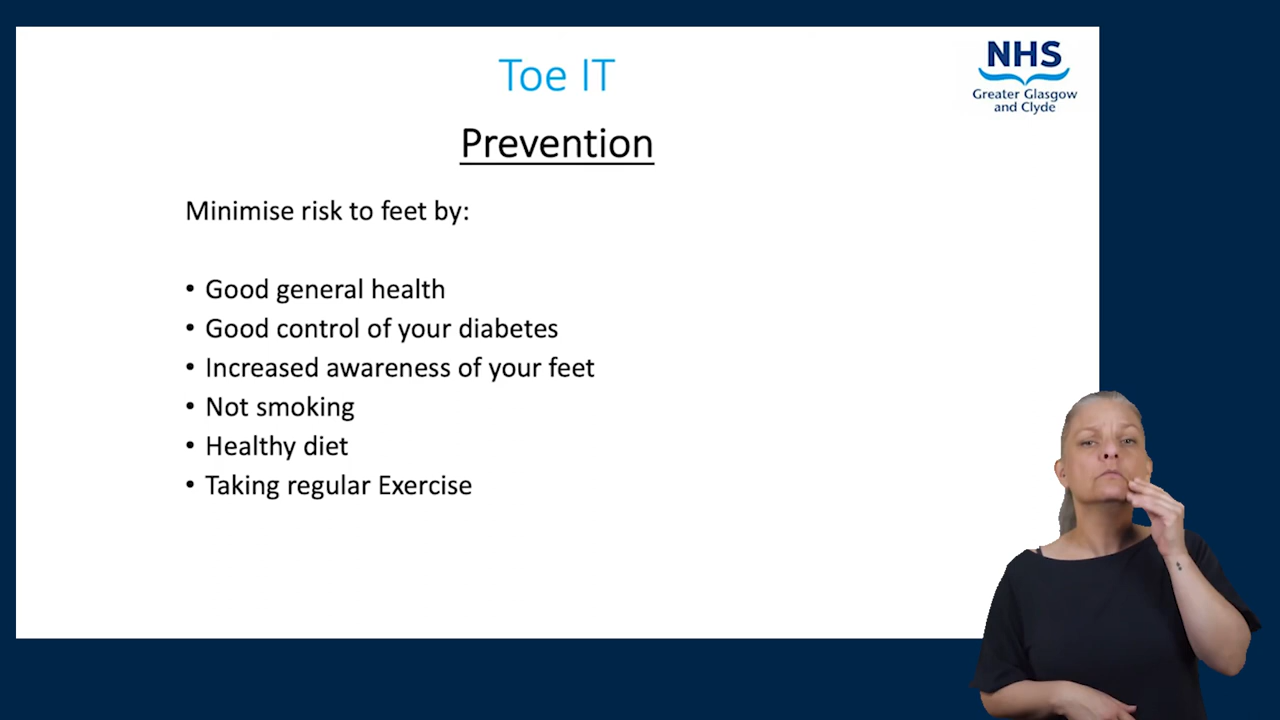 Toe IT
NHS
Greater Glasgow
and Clyde
Prevention
Minimise risk to feet by:
• Good general health
• Good control of your diabetes
• Increased awareness of your feet
• Not smoking
• Healthy diet
• Taking regular Exercise